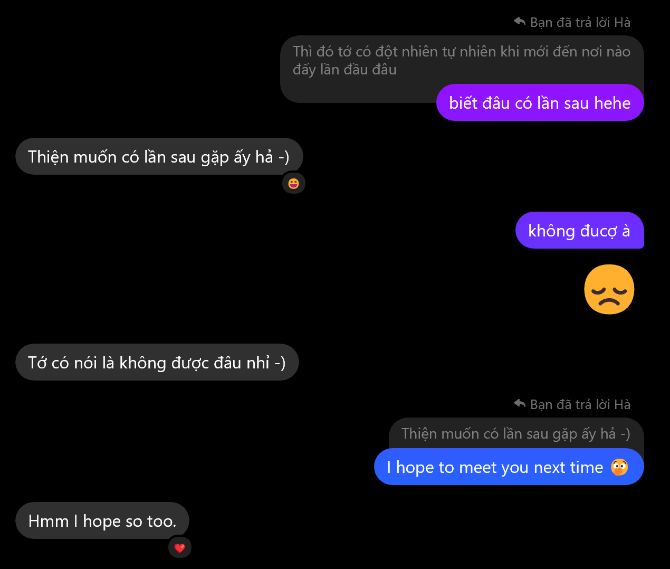 Bạn đã trả lời Hà
Thì đó tớ có đột nhiên tự nhiên khi mới đến nơi nào
đấy lần đầu đâu
biết đâu có lần sau hehe
Thiện muốn có lần sau gặp ấy hả -)
không đucợ à
Tớ có nói là không được đâu nhỉ -)
Bạn đã trả lời Hà
Thiện muốn có lần sau gặp ấy hả -)
I hope to meet you next time
Hmm I hope so too.